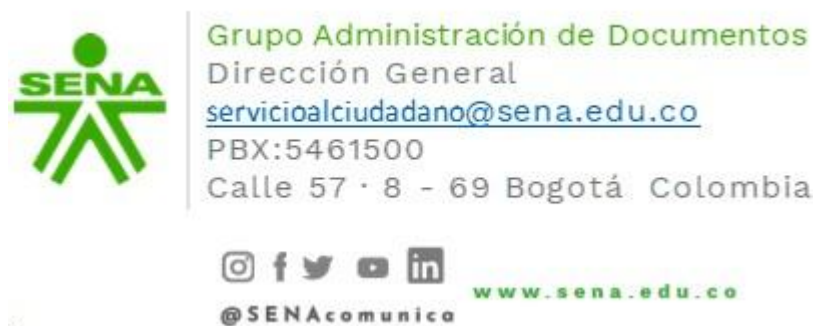 SENA
Grupo Administración de Documentos
Dirección General
servicioalciudadano@sena.edu.co
PBX:5461500
Calle 57 · 8 - 69 Bogotá Colombia
@SENAcomunica
www.sena.edu.co